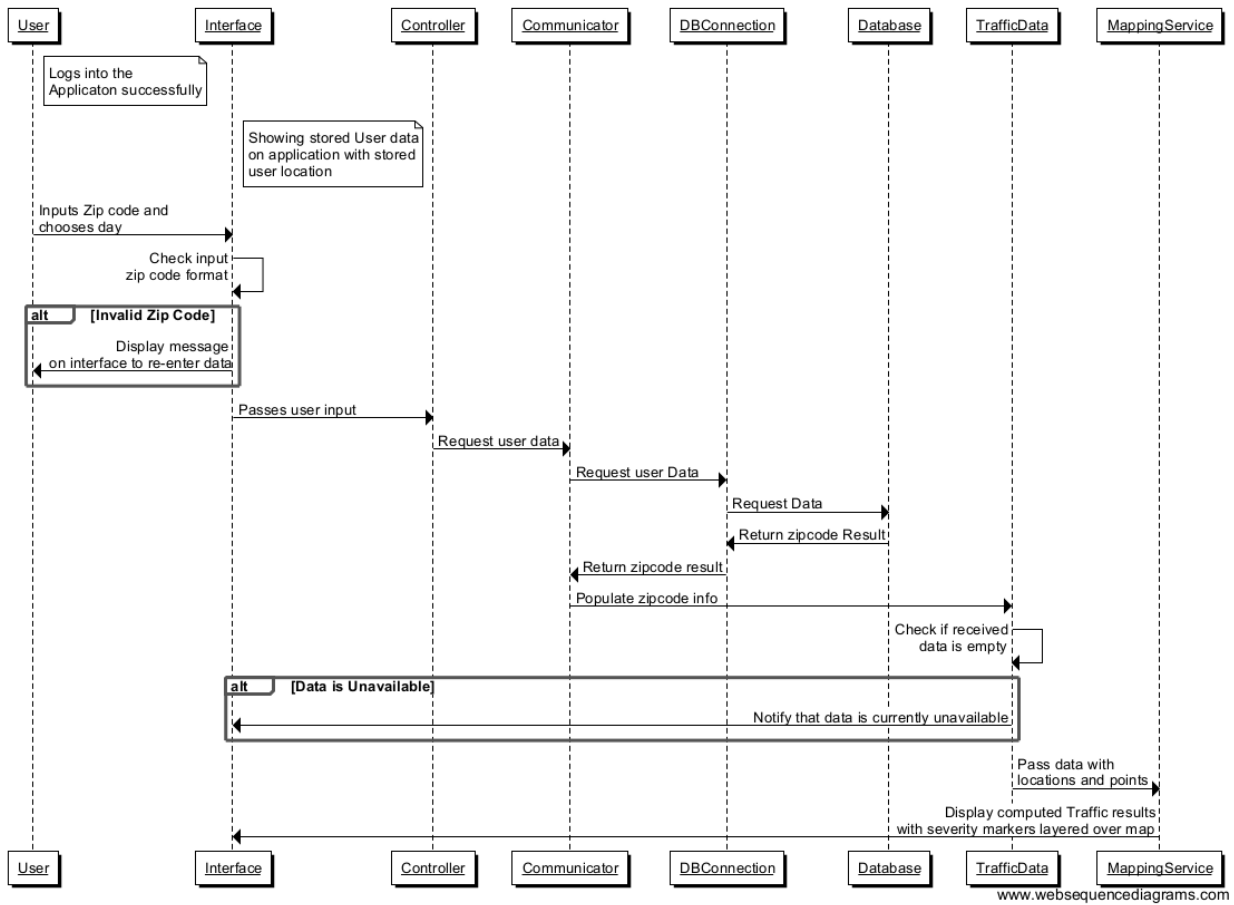 User Interface Controller Communicator DBConnection Database TrafficData MappingService
Logs into the
Applicaton successfully
Showing stored User data
on application with stored
user location
Inputs Zip code and
chooses day
Check input
zip code format
alt [Invalid Zip Code]
Display message
on interface to re-enter data
Passes user input
Request user data
Request user Data
Request Data
Return zipcode Result
Return zipcode result
Populate zipcode info
Check if received
data is empty
alt [Data is Unavailable]
Notify that data is currently unavailable
Pass data with
locations and points
Display computed Traffic results
with severity markers layered over map
User Interface Controller Communicator DBConnection Database TrafficData MappingService
www.websequencediagrams.com